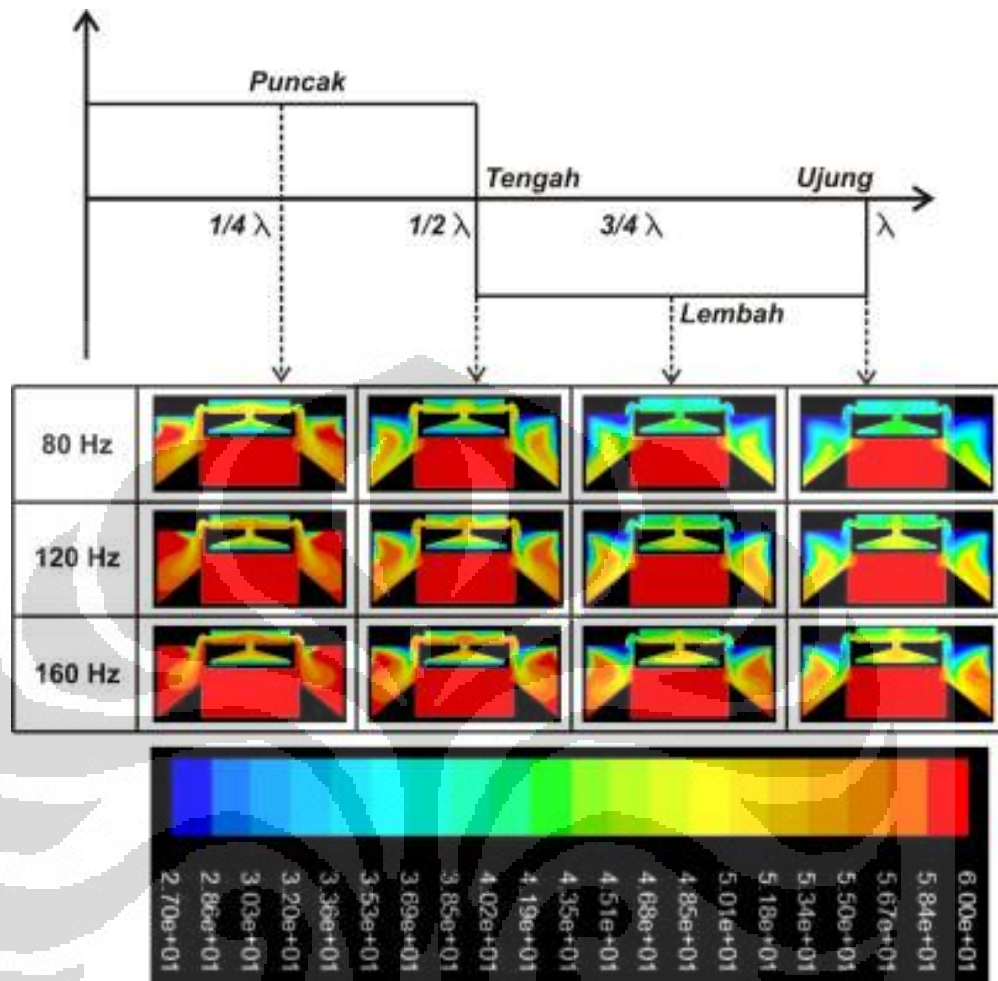 Puncak
Tengah Ujung
1/4 λ 1/2 λ 3/4 λ λ
Lembah
80 Hz
120 Hz
160 Hz
2.70e+01
2.86e+01
3.03e+01
3.20e+01
3.36e+01
3.53e+01
3.69e+01
3.85e+01
4.02e+01
4.19e+01
4.35e+01
4.51e+01
4.68e+01
4.85e+01
5.01e+01
5.18e+01
5.34e+01
5.50e+01
5.67e+01
5.84e+01
6.00e+01